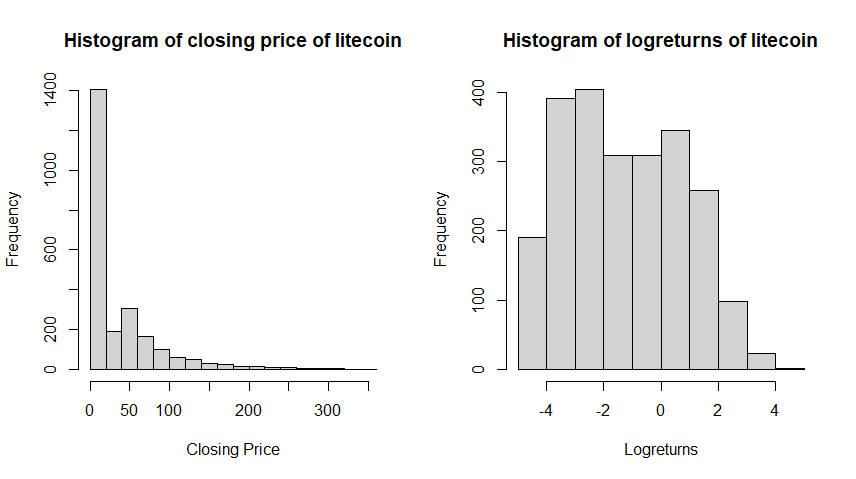 Histogram of closing price of litecoin
Frequency
200
600
1000
1400
0
0 50 100 200 300
Closing Price
Histogram of logreturns of litecoin
Frequency
0 100 200 300 400
-4 -2 0 2 4
Logreturns